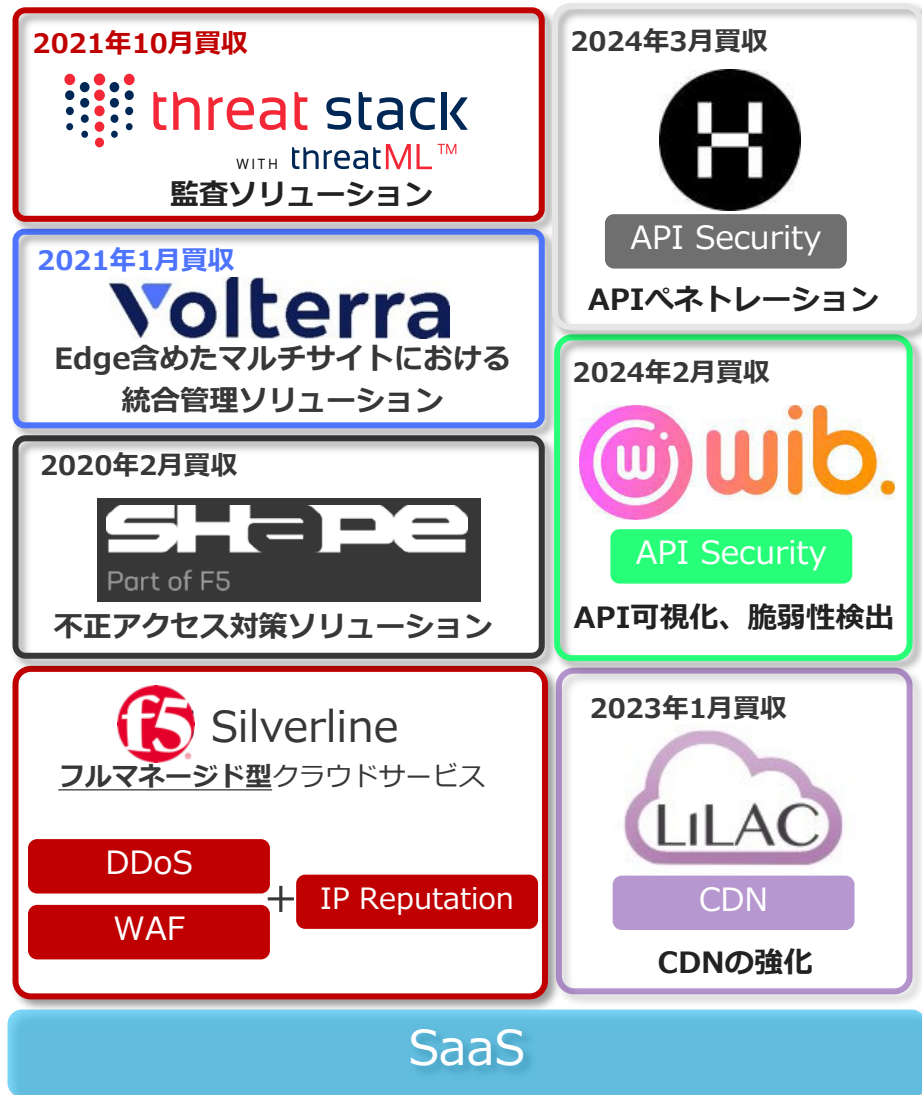 2021年10月買収
threat stack
WITH threatML™
監査ソリューション
2021年1月買収
Volterra
Edge含めたマルチサイトにおける
統合管理ソリューション
2020年2月買収
SHAPE
Part of F5
不正アクセス対策ソリューション
f5 Silverline
フルマネージド型クラウドサービス
DDoS
WAF
+
IP Reputation
2024年3月買収
H
API Security
APIペネトレーション
2024年2月買収
w wib.
API Security
API可視化、脆弱性検出
2023年1月買収
LiLAC
CDN
CDNの強化
SaaS